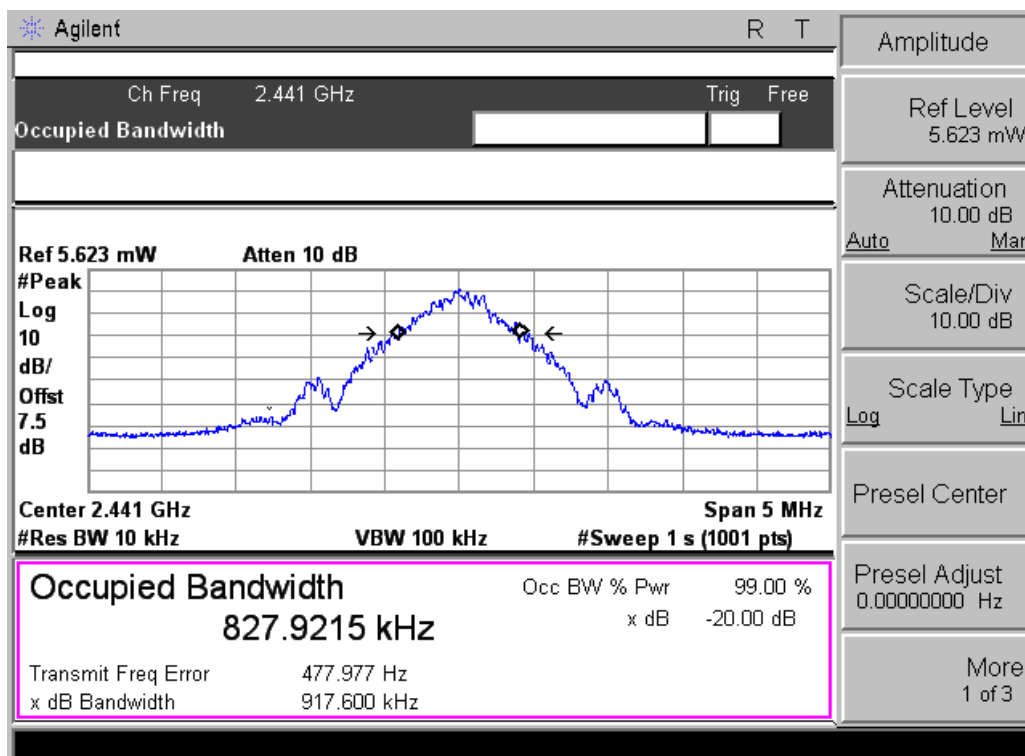 Agilent R T
Ch Freq 2.441 GHz Trig Free
Occupied Bandwidth
Ref 5.623 mW Atten 10 dB
#Peak
Log
10
dB/
Offst
7.5
dB
Center 2.441 GHz Span 5 MHz
#Res BW 10 kHz VBW 100 kHz #Sweep 1 s (1001 pts)
Occupied Bandwidth
827.9215 kHz
Occ BW % Pwr 99.00 %
x dB -20.00 dB
Transmit Freq Error 477.977 Hz
x dB Bandwidth 917.600 kHz
Amplitude
Ref Level
5.623 mW
Attenuation
10.00 dB
Auto Man
Scale/Div
10.00 dB
Scale Type
Log Lin
Presel Center
Presel Adjust
0.00000000 Hz
More
1 of 3